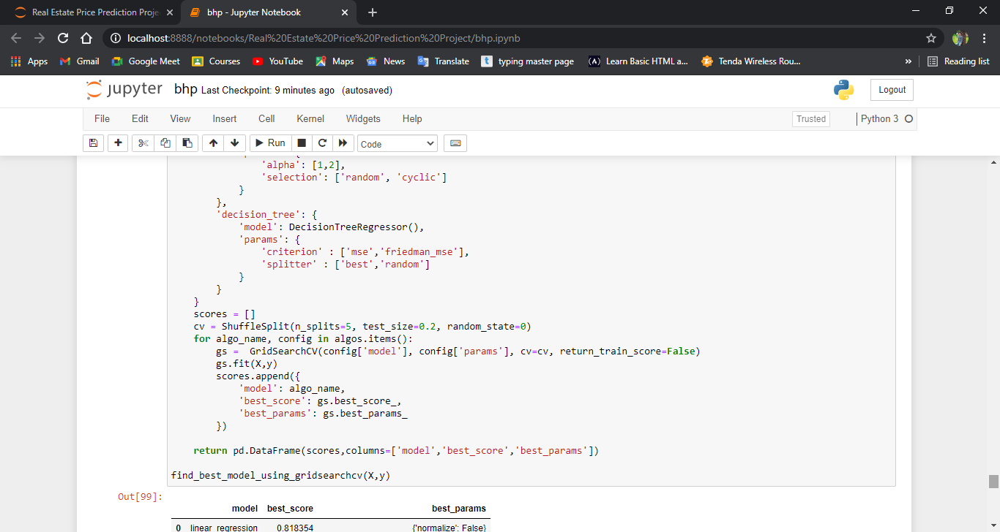 Real Estate Price Prediction Proje
bhp - Jupyter Notebook
localhost:8888/notebooks/Real%20Estate%20Price%20Prediction%20Project/bhp.ipynb
Apps Gmail Google Meet Courses YouTube Maps News Translate typing master page Learn Basic HTML a... Tenda Wireless Rou... » Reading list
jupyter bhp Last Checkpoint: 9 minutes ago (autosaved) Logout
File Edit View Insert Cell Kernel Widgets Help Trusted Python 3
Run Code
'alpha': [1,2],
'selection': ['random', 'cyclic']
}
},
'decision_tree': {
'model': DecisionTreeRegressor(),
'params': {
'criterion' : ['mse','friedman_mse'],
'splitter' : ['best','random']
}
}
}
scores = []
cv = ShuffleSplit(n_splits=5, test_size=0.2, random_state=0)
for algo_name, config in algos.items():
gs =  GridSearchCV(config['model'], config['params'], cv=cv, return_train_score=False)
gs.fit(X,y)
scores.append({
'model': algo_name,
'best_score': gs.best_score_,
'best_params': gs.best_params_
})
return pd.DataFrame(scores,columns=['model','best_score','best_params'])
find_best_model_using_gridsearchcv(X,y)
Out[99]:
model best_score best_params
0 linear_regression 0.818354 {'normalize': False}